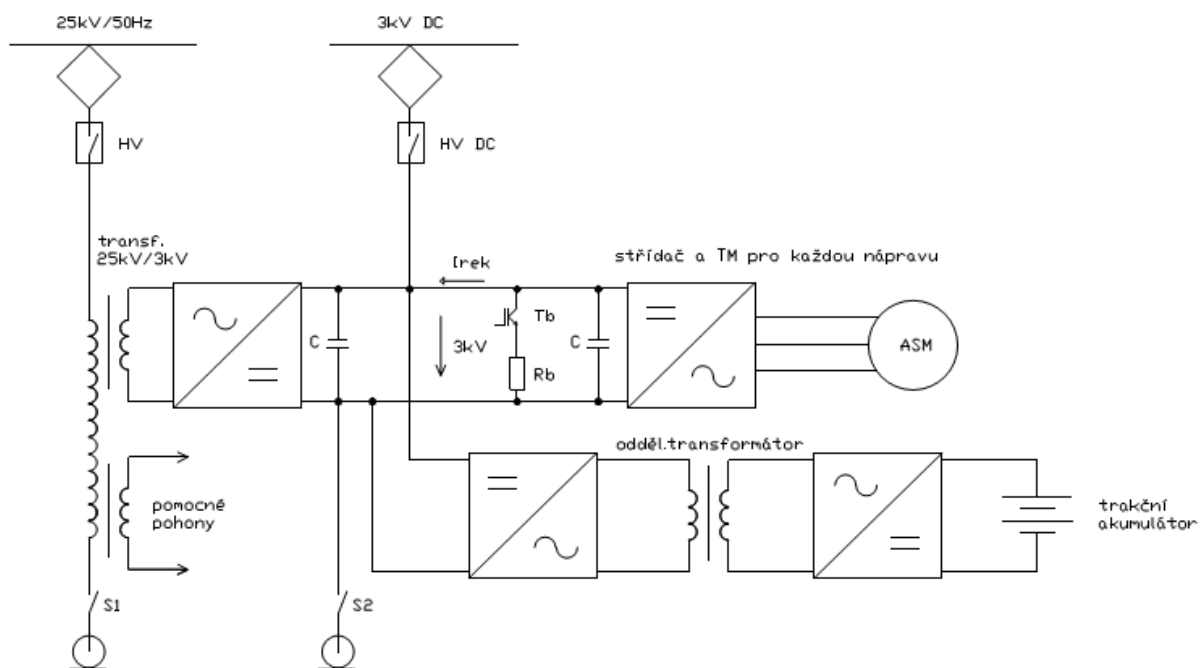 25kV/50Hz
3kV DC
HV
HV DC
transf.
25kV/3kV
Irek
střídač a TM pro každou nápravu
C
3kV
Tb
Rb
C
ASM
odděl.transformátor
pomocné
pohony
trakční
akumulátor
S1
S2